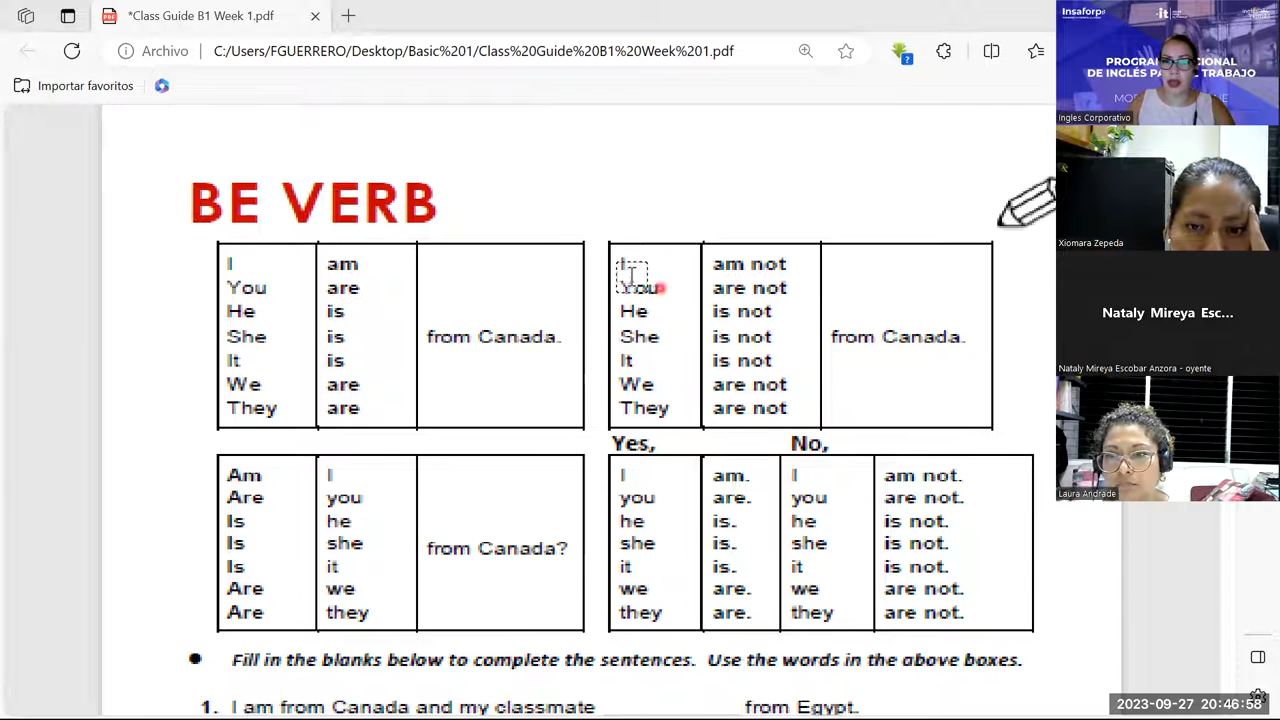 *Class Guide B1 Week 1.pdf
Archivo
C:/Users/FGUERRERO/Desktop/Basic%201/Class%20Guide%20B1%20Week%201.pdf
Importar favoritos
BE VERB
I am
You are
He is
She is from Canada.
It is
We are
They are
I am not
You are not
He is not
She is not from Canada.
It is not
We are not
They are not
Yes, No,
Am I
Are you
Is he
Is she from Canada?
Is it
Are we
Are they
I am. I am not.
you are. you are not.
he is. he is not.
she is. she is not.
it is. it is not.
we are. we are not.
they are. they are not.
Fill in the blanks below to complete the sentences. Use the words in the above boxes.
1. I am from Canada and my classmate ________ from Egypt.
Insaforp
it
DE INGLÉS TRABAJO
Ingles Corporativo
Xiomara Zepeda
Nataly Mireya Esc...
Nataly Mireya Escobar Anzora - oyente
Laura Andrade
2023-09-27 20:46:58